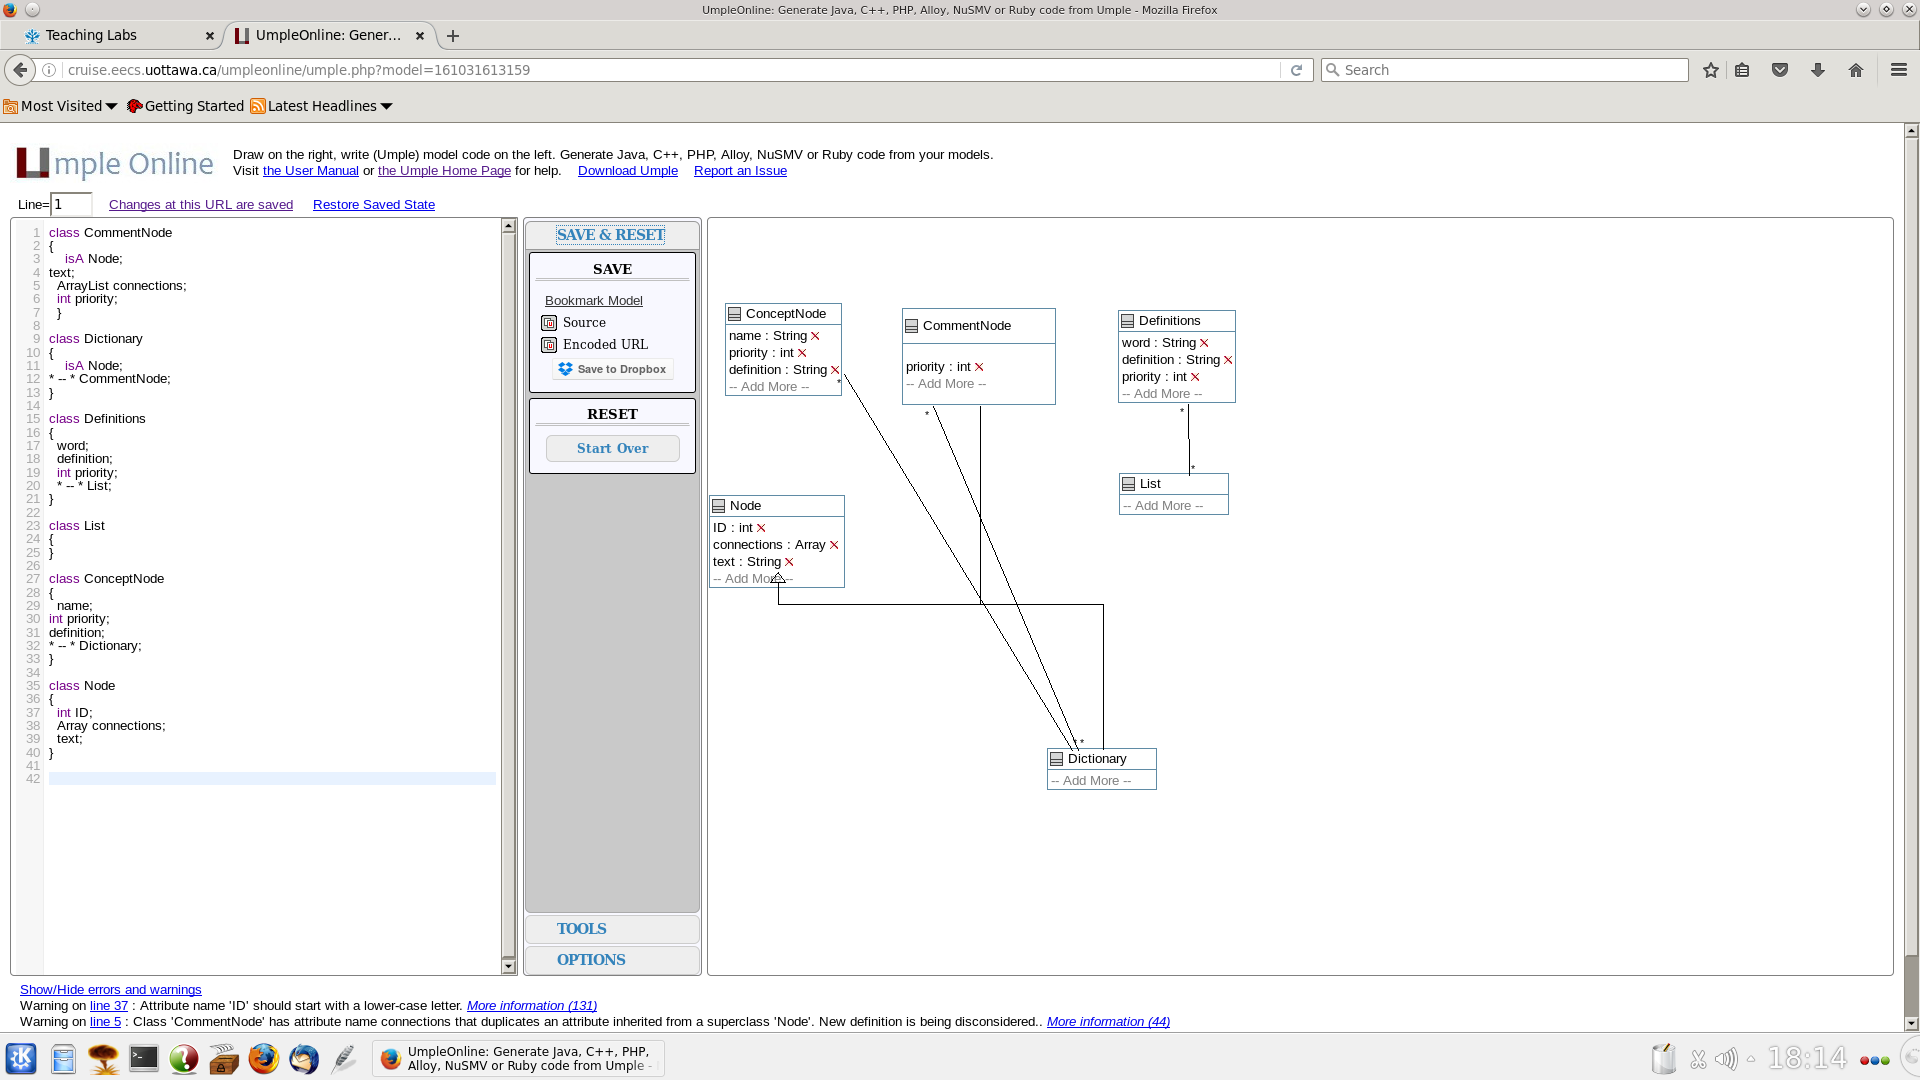 UmpleOnline: Generate Java, C++, PHP, Alloy, NuSMV or Ruby code from Umple - Mozilla Firefox
Teaching Labs
UmpleOnline: Gener...
cruise.eecs.uottawa.ca/umpleonline/umple.php?model=161031613159
Search
Most Visited
Getting Started
Latest Headlines
Umple Online
Draw on the right, write (Umple) model code on the left. Generate Java, C++, PHP, Alloy, NuSMV or Ruby code from your models.
Visit the User Manual or the Umple Home Page for help. Download Umple Report an Issue
Line= 1
Changes at this URL are saved
Restore Saved State
1 class CommentNode
2 {
3 isA Node;
4 text;
5 ArrayList connections;
6 int priority;
7 }
8
9 class Dictionary
10 {
11 isA Node;
12 * -- * CommentNode;
13 }
14
15 class Definitions
16 {
17 word;
18 definition;
19 int priority;
20 * -- * List;
21 }
22
23 class List
24 {
25 }
26
27 class ConceptNode
28 {
29 name;
30 int priority;
31 definition;
32 * -- * Dictionary;
33 }
34
35 class Node
36 {
37 int ID;
38 Array connections;
39 text;
40 }
41
42
SAVE & RESET
SAVE
Bookmark Model
Source
Encoded URL
Save to Dropbox
RESET
Start Over
TOOLS
OPTIONS
ConceptNode
name : String
priority : int
definition : String
-- Add More --
*
CommentNode
priority : int
-- Add More --
*
Definitions
word : String
definition : String
priority : int
-- Add More --
*
*
List
-- Add More --
Node
ID : int
connections : Array
text : String
-- Add More --
* *
Dictionary
-- Add More --
Show/Hide errors and warnings
Warning on line 37 : Attribute name 'ID' should start with a lower-case letter. More information (131)
Warning on line 5 : Class 'CommentNode' has attribute name connections that duplicates an attribute inherited from a superclass 'Node'. New definition is being disconsidered.. More information (44)
UmpleOnline: Generate Java, C++, PHP,
Alloy, NuSMV or Ruby code from Umple -
18:14